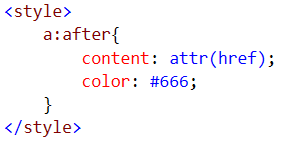 <style>
    a:after{
        content: attr(href);
        color: #666;
    }
</style>